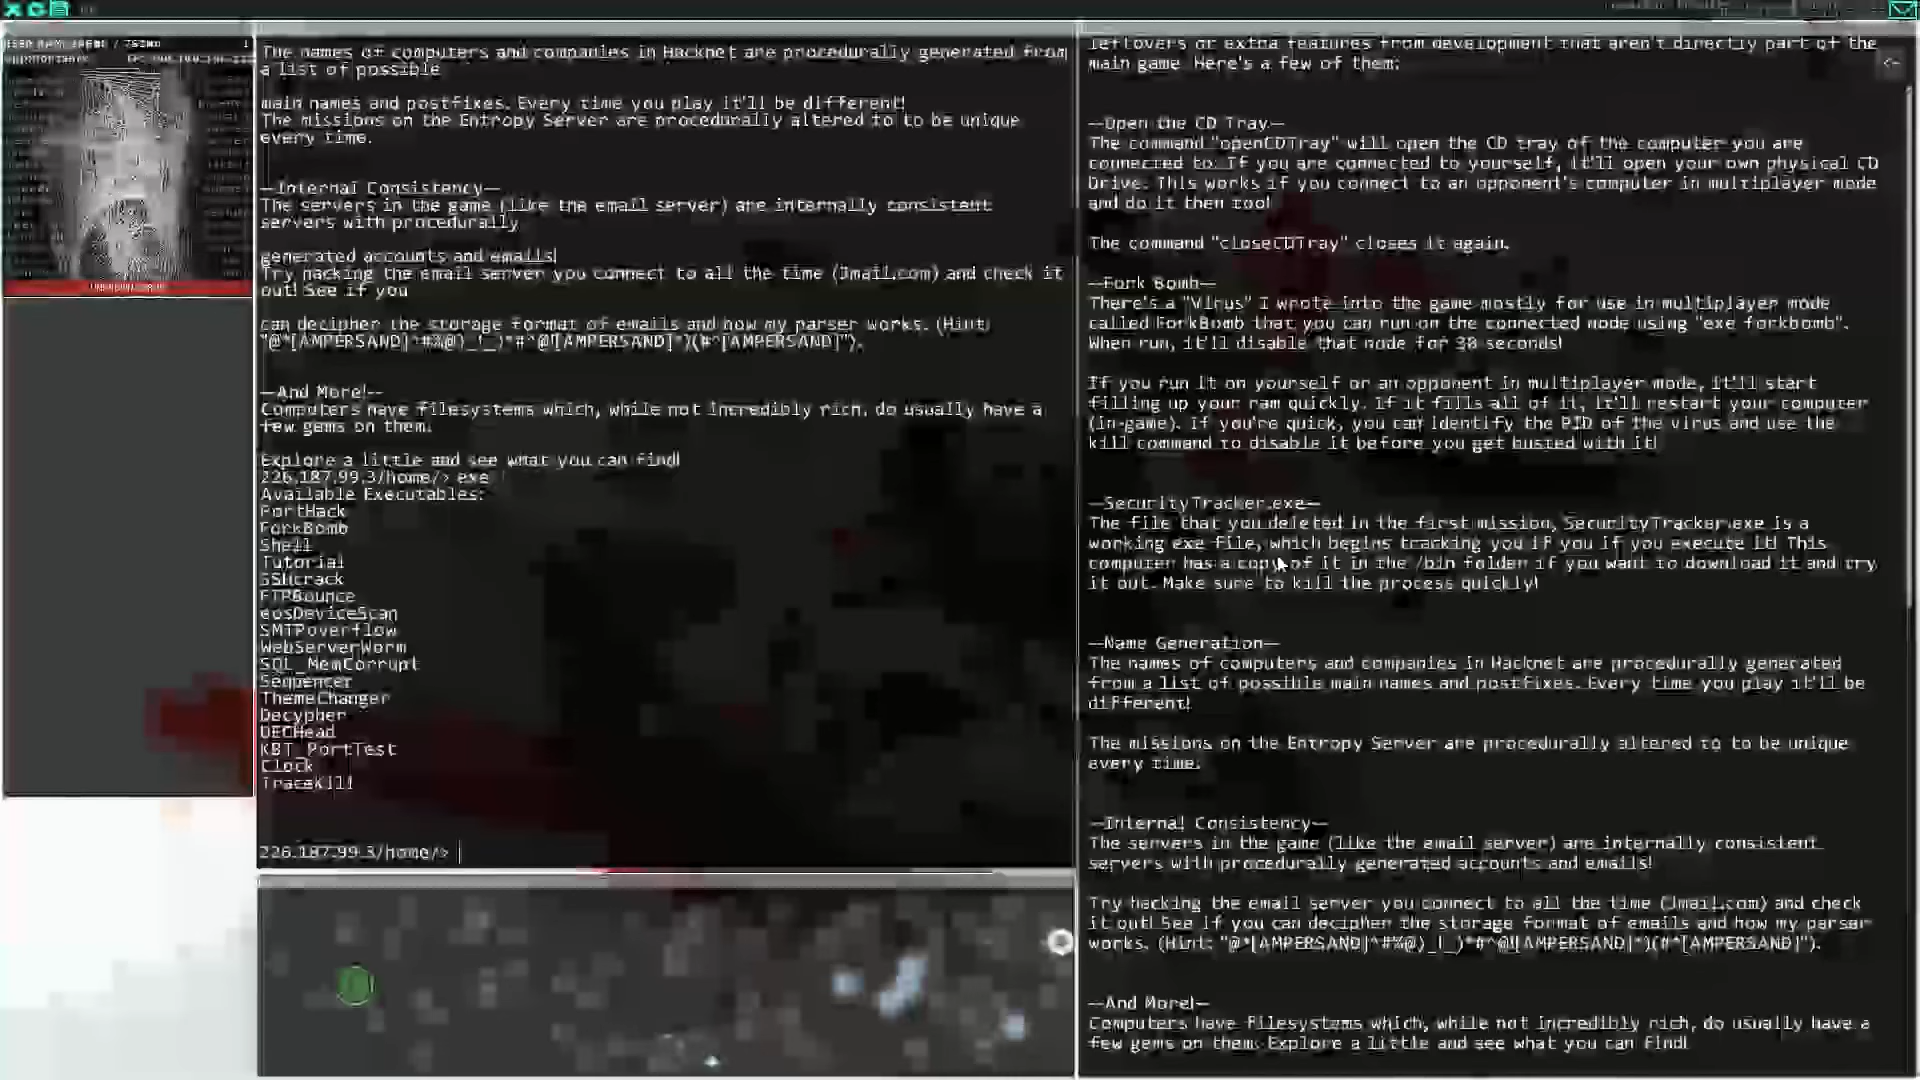 The names of computers and companies in Hacknet are procedurally generated from
a list of possible
main names and postfixes. Every time you play it'll be different!
The missions on the Entropy Server are procedurally altered to to be unique
every time.
--Internal Consistency--
The servers in the game (like the email server) are internally consistent
servers with procedurally
generated accounts and emails!
Try hacking the email server you connect to all the time (Jmail.com) and check it
out! See if you
can decipher the storage format of emails and how my parser works. (Hint:
"@*[AMPERSAND]^#%@)_!_)*#^@![AMPERSAND]*)(#^[AMPERSAND]").
--And More!--
Computers have filesystems which, while not incredibly rich, do usually have a
few gems on them.
Explore a little and see what you can find!
226.187.99.3/home/> exe
Available Executables:
PortHack
ForkBomb
Shell
Tutorial
SSHcrack
FTPBounce
eosDeviceScan
SMTPoverflow
WebServerWorm
SQL_MemCorrupt
Sequencer
ThemeChanger
Decypher
DECHead
KBT_PortTest
Clock
TraceKill
226.187.99.3/home/>
leftovers or extra features from development that aren't directly part of the
main game. Here's a few of them:
--Open the CD Tray--
The command "openCDTray" will open the CD tray of the computer you are
connected to. If you are connected to yourself, it'll open your own physical CD
Drive. This works if you connect to an opponent's computer in multiplayer mode
and do it then too!
The command "closeCDTray" closes it again.
--Fork Bomb--
There's a "Virus" I wrote into the game mostly for use in multiplayer mode
called ForkBomb that you can run on the connected node using "exe forkbomb".
When run, it'll disable that node for 30 seconds!
If you run it on yourself or an opponent in multiplayer mode, it'll start
filling up your ram quickly. If it fills all of it, it'll restart your computer
(in-game). If you're quick, you can identify the PID of the virus and use the
kill command to disable it before you get busted with it!
--SecurityTracker.exe--
The file that you deleted in the first mission, SecurityTracker.exe is a
working exe file, which begins tracking you if you if you execute it! This
computer has a copy of it in the /bin folder if you want to download it and try
it out. Make sure to kill the process quickly!
--Name Generation--
The names of computers and companies in Hacknet are procedurally generated
from a list of possible main names and postfixes. Every time you play it'll be
different!
The missions on the Entropy Server are procedurally altered to to be unique
every time.
--Internal Consistency--
The servers in the game (like the email server) are internally consistent
servers with procedurally generated accounts and emails!
Try hacking the email server you connect to all the time (Jmail.com) and check
it out! See if you can decipher the storage format of emails and how my parser
works. (Hint: "@*[AMPERSAND]^#%@)_!_)*#^@![AMPERSAND]*)(#^[AMPERSAND]").
--And More!--
Computers have filesystems which, while not incredibly rich, do usually have a
few gems on them. Explore a little and see what you can find!